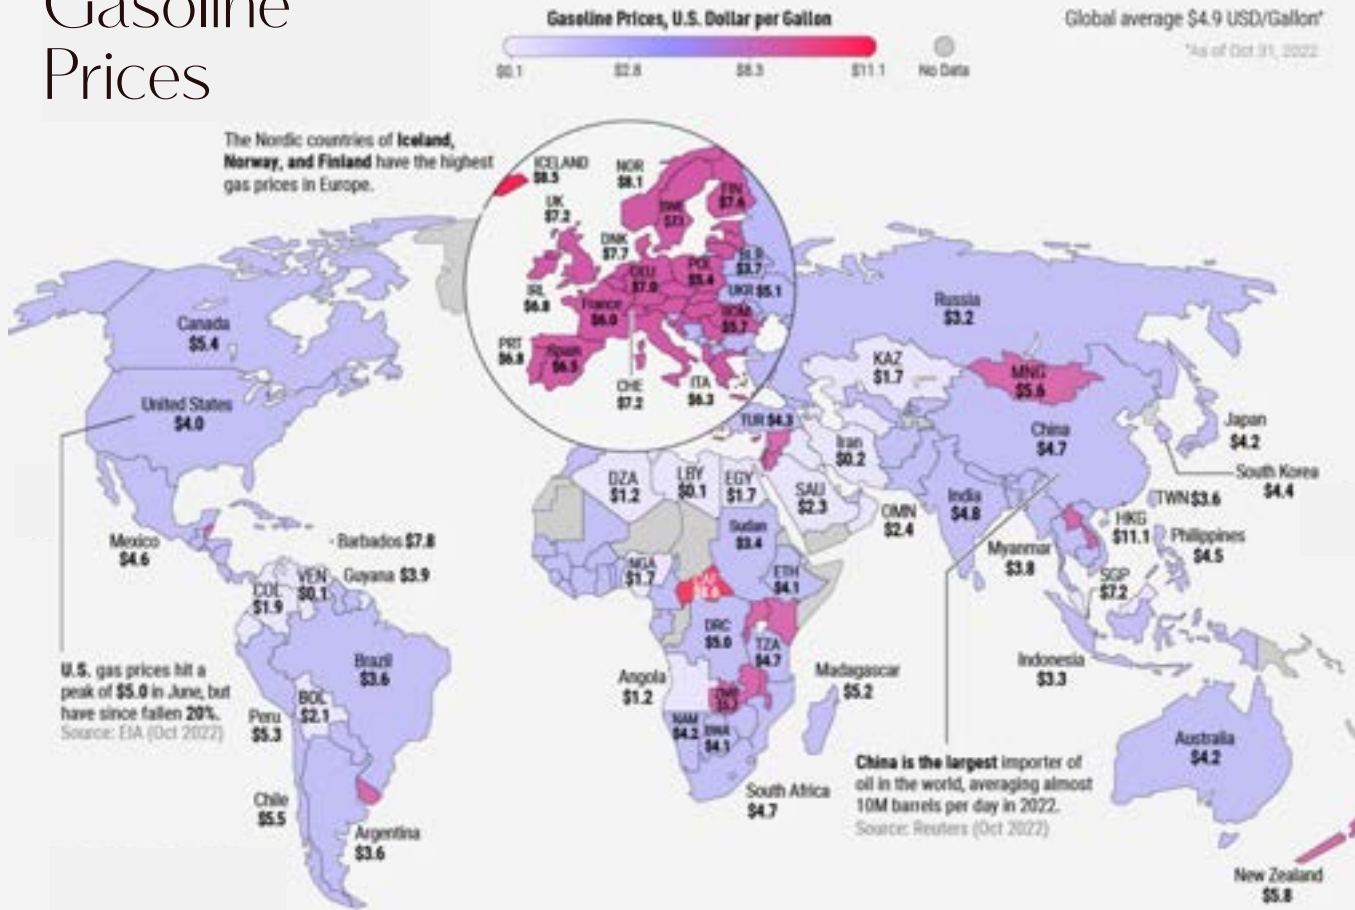 Gasoline
Prices
Gasoline Prices, U.S. Dollar per Gallon
$0.1
$2.8
$8.3
$11.1
No Data
Global average $4.9 USD/Gallon*
*As of Oct 31, 2022
The Nordic countries of Iceland,
Norway, and Finland have the highest
gas prices in Europe.
ICELAND
$8.5
NOR
$8.1
FIN
$7.6
UK
$7.2
SWE
DNK
$7.7
DEU
$7.0
POL
$5.4
BLR
$3.7
UKR $5.1
IRL
$6.8
France
$6.0
ROM
$5.7
PRT
$6.8
Spain
$6.5
CHE
$7.2
ITA
$6.3
TUR $4.3
Canada
$5.4
United States
$4.0
Mexico
$4.6
Barbados $7.8
Guyana $3.9
VEN
$0.1
COL
$1.9
Brazil
$3.6
BOL
$2.1
Peru
$5.3
Chile
$5.5
Argentina
$3.6
U.S. gas prices hit a
peak of $5.0 in June, but
have since fallen 20%.
Source: EIA (Oct 2022)
Russia
$3.2
KAZ
$1.7
MNG
$5.6
China
$4.7
Japan
$4.2
South Korea
$4.4
TWN $3.6
HKG
$11.1
Philippines
$4.5
Iran
$0.2
SAU
$2.3
OMN
$2.4
India
$4.8
Myanmar
$3.8
SGP
$7.2
Indonesia
$3.3
DZA
$1.2
LBY
$0.1
EGY
$1.7
Sudan
$3.4
NGA
$1.7
CAF
ETH
$4.1
DRC
$5.0
TZA
$4.7
Angola
$1.2
Madagascar
$5.2
NAM
$4.2
BWA
$4.1
South Africa
$4.7
China is the largest importer of
oil in the world, averaging almost
10M barrels per day in 2022.
Source: Reuters (Oct 2022)
Australia
$4.2
New Zealand
$5.8